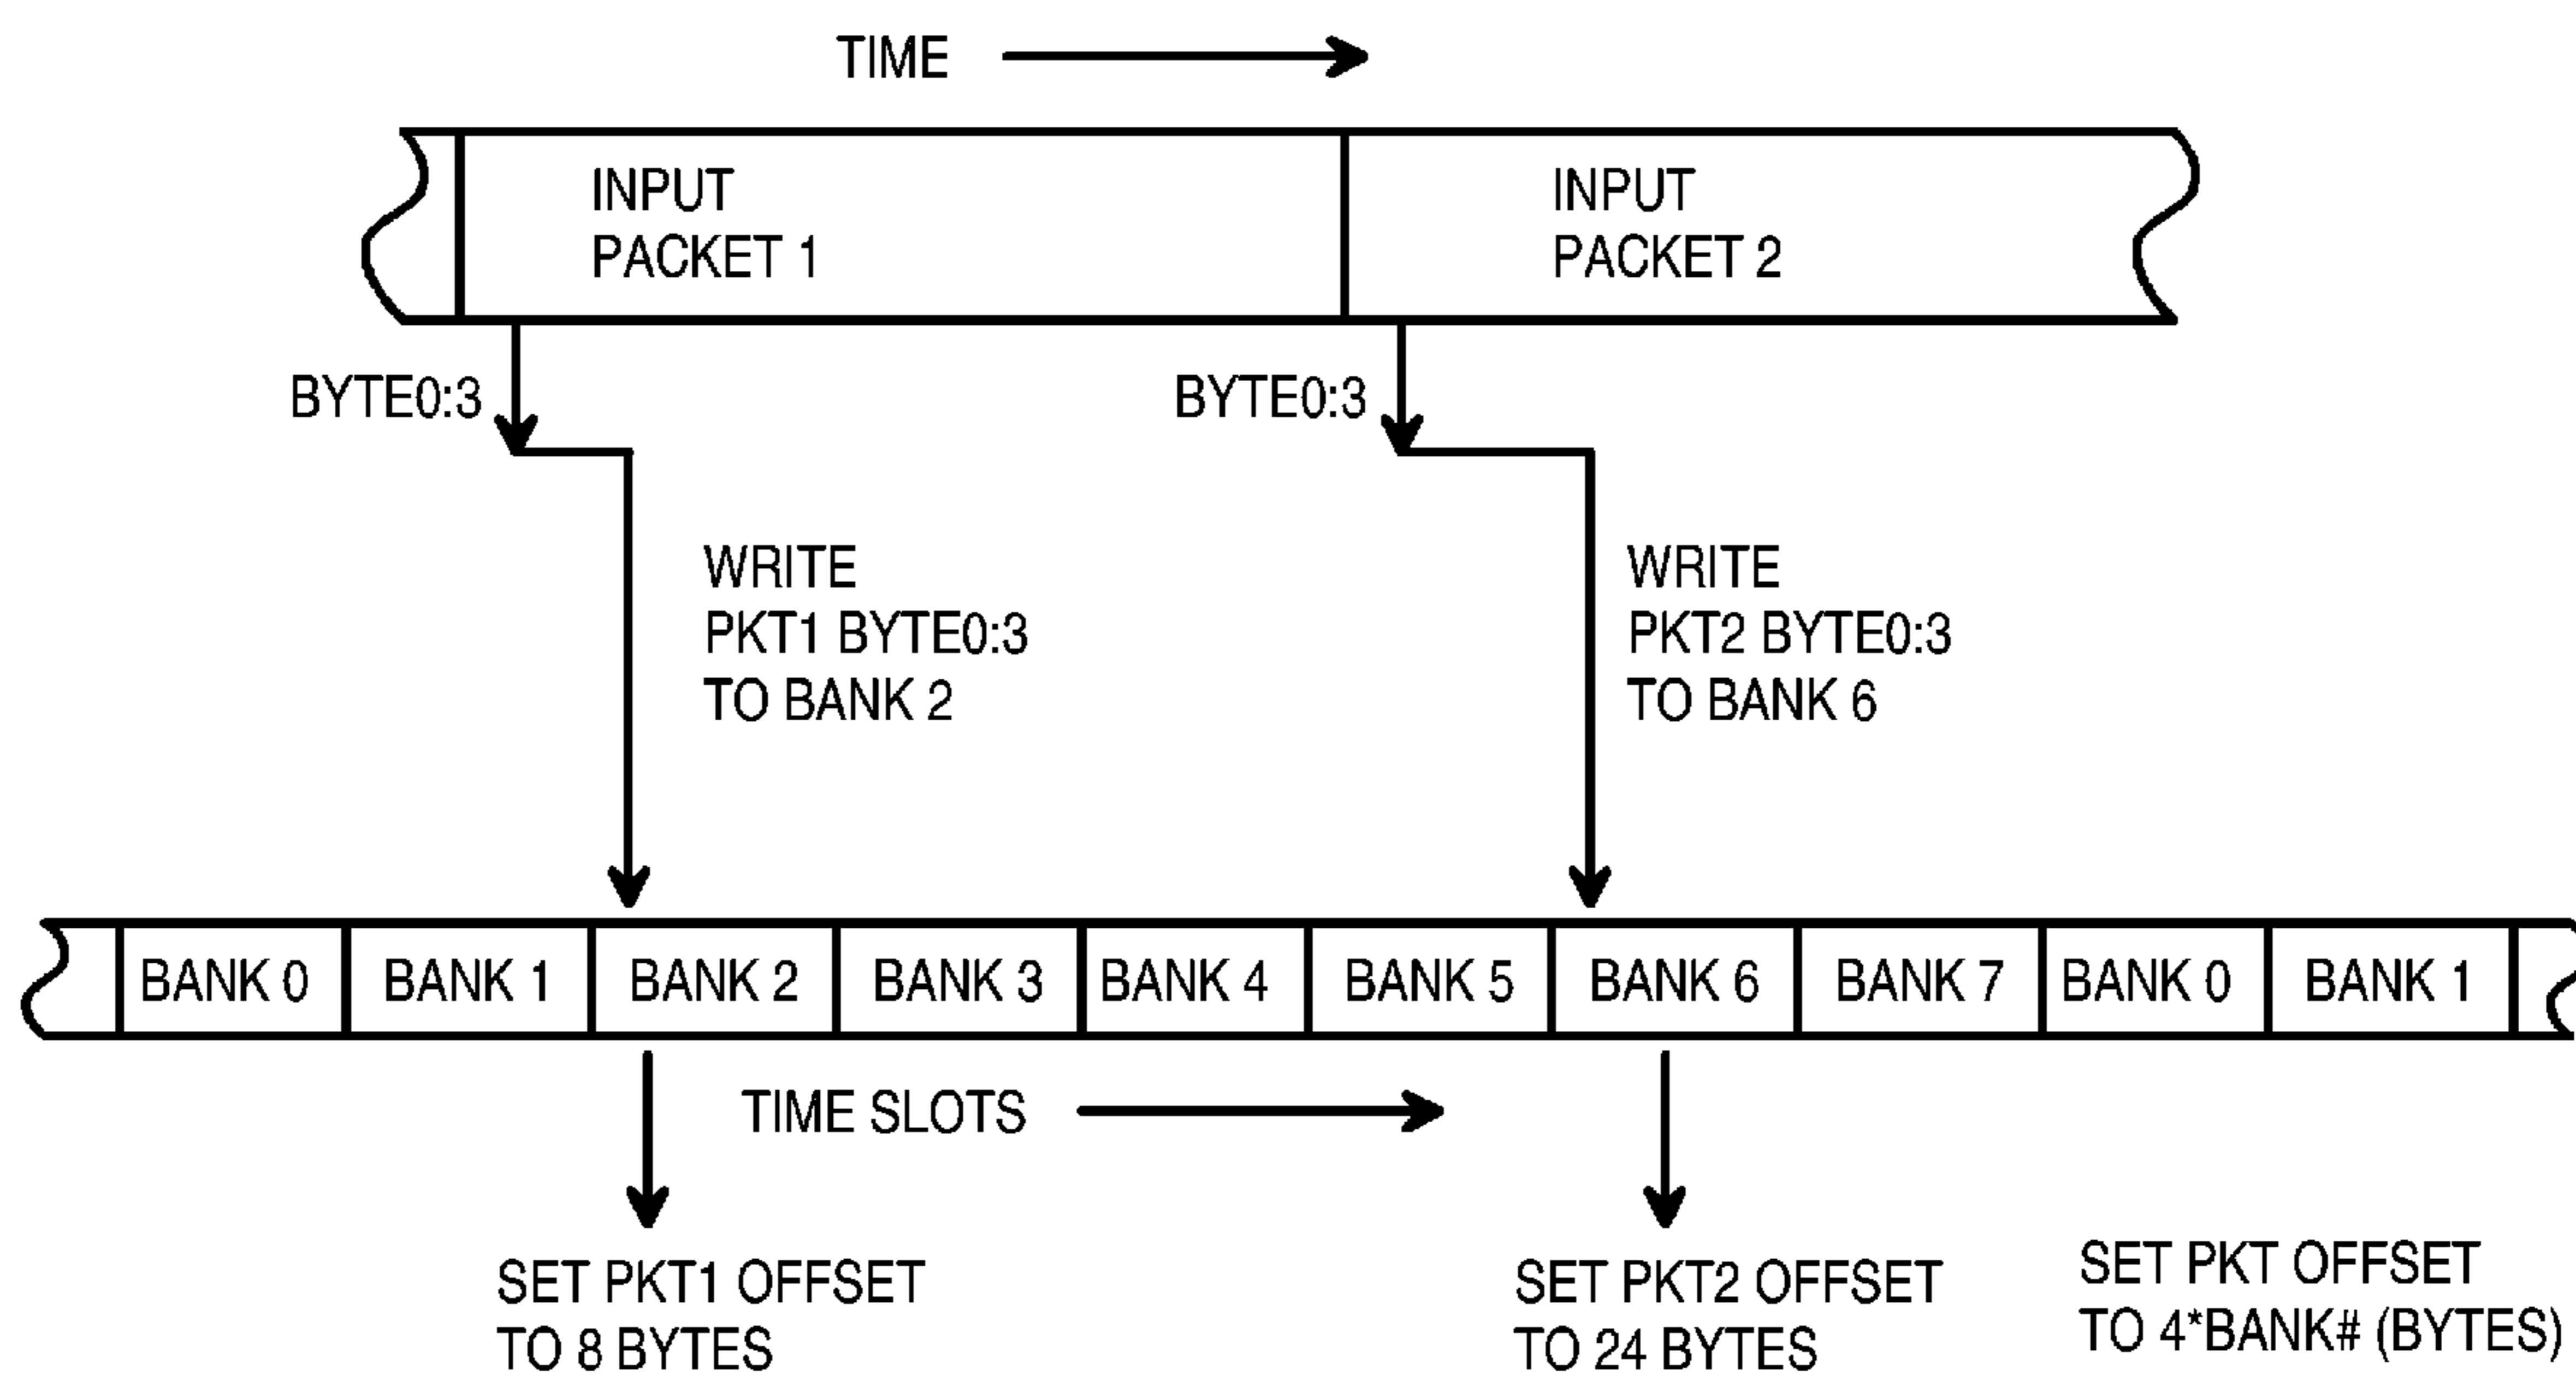 TIME
INPUT
PACKET 1
INPUT
PACKET 2
BYTE0:3
BYTE0:3
WRITE
PKT1 BYTE0:3
TO BANK 2
WRITE
PKT2 BYTE0:3
TO BANK 6
BANK 0 BANK 1 BANK 2 BANK 3 BANK 4 BANK 5 BANK 6 BANK 7 BANK 0 BANK 1
TIME SLOTS
SET PKT1 OFFSET
TO 8 BYTES
SET PKT2 OFFSET
TO 24 BYTES
SET PKT OFFSET
TO 4*BANK# (BYTES)